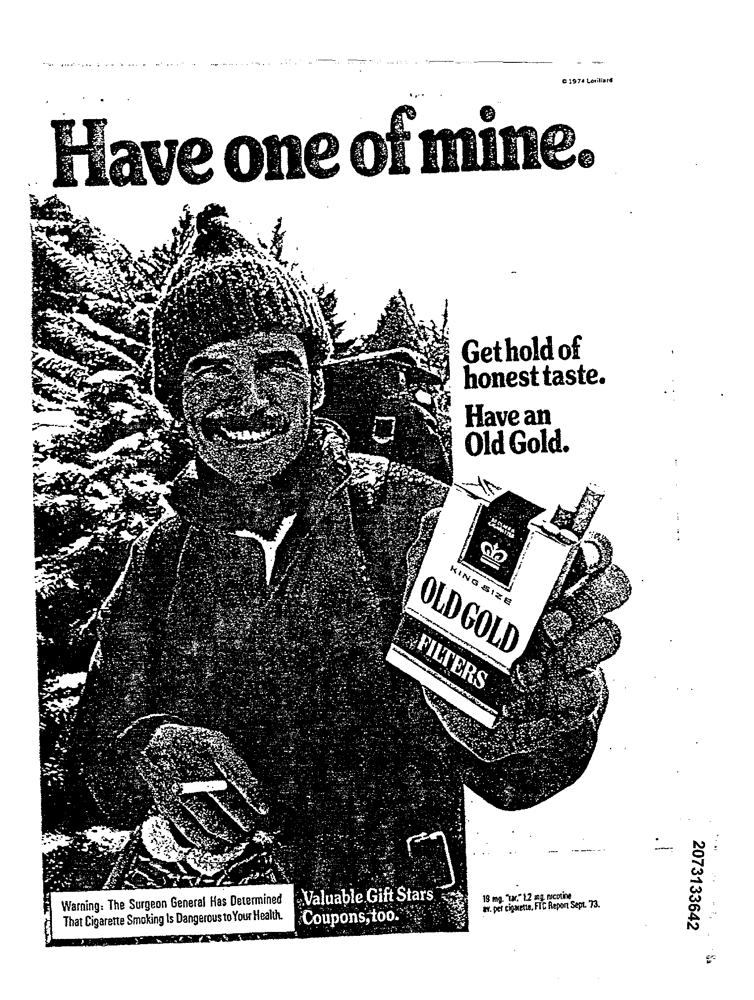 © 1974 Lorillard
Have one of mine.
Get hold of
honest taste.
Have an
Old Gold.
KING SIZE
OLD GOLD
FILTERS
Warning: The Surgeon General Has Determined
That Cigarette Smoking Is Dangerous to Your Health.
Valuable Gift Stars
Coupons, too.
18 mg. "tar," 1.2 mg. nicotine
av. per cigarette, FTC Report Sept. '73.
2073133642